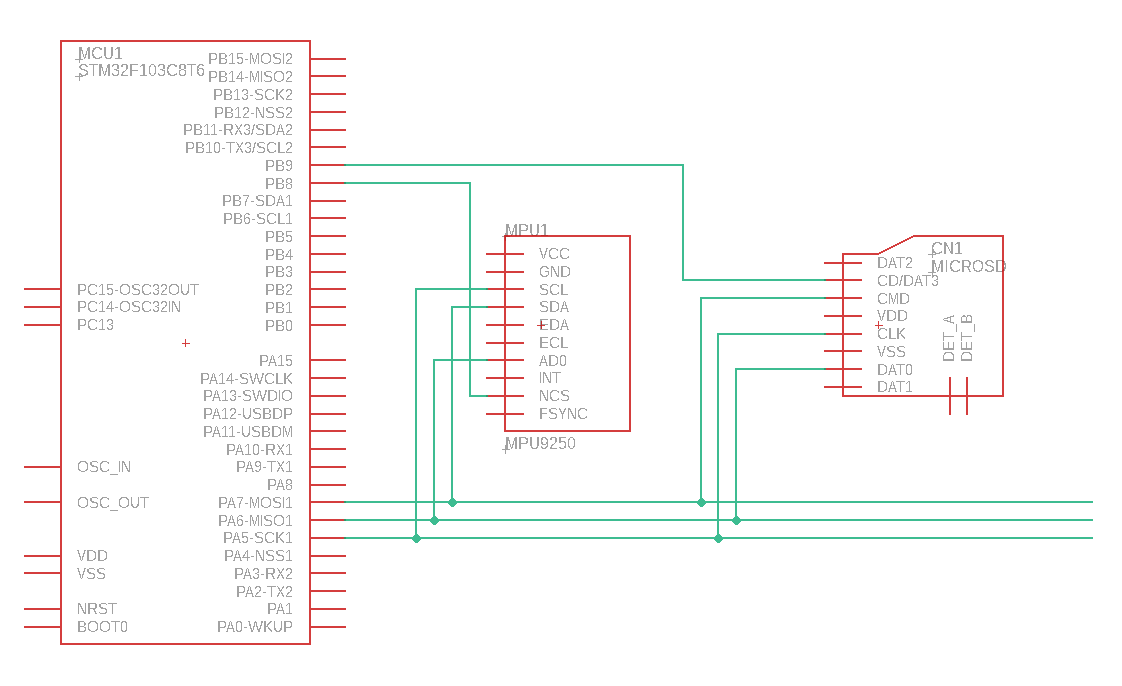 MCU1
STM32F103C8T6
PB15-MOSI2
PB14-MISO2
PB13-SCK2
PB12-NSS2
PB11-RX3/SDA2
PB10-TX3/SCL2
PB9
PB8
PB7-SDA1
PB6-SCL1
PB5
PB4
PB3
PC15-OSC32OUT PB2
PC14-OSC32IN PB1
PC13 PB0
PA15
PA14-SWCLK
PA13-SWDIO
PA12-USBDP
PA11-USBDM
PA10-RX1
OSC_IN PA9-TX1
PA8
OSC_OUT PA7-MOSI1
PA6-MISO1
PA5-SCK1
VDD PA4-NSS1
VSS PA3-RX2
PA2-TX2
NRST PA1
BOOT0 PA0-WKUP
MPU1
VCC
GND
SCL
SDA
EDA
ECL
AD0
INT
NCS
FSYNC
MPU9250
CN1
MICROSD
DAT2
CD/DAT3
CMD
VDD
CLK
VSS
DAT0
DAT1
DET_A
DET_B